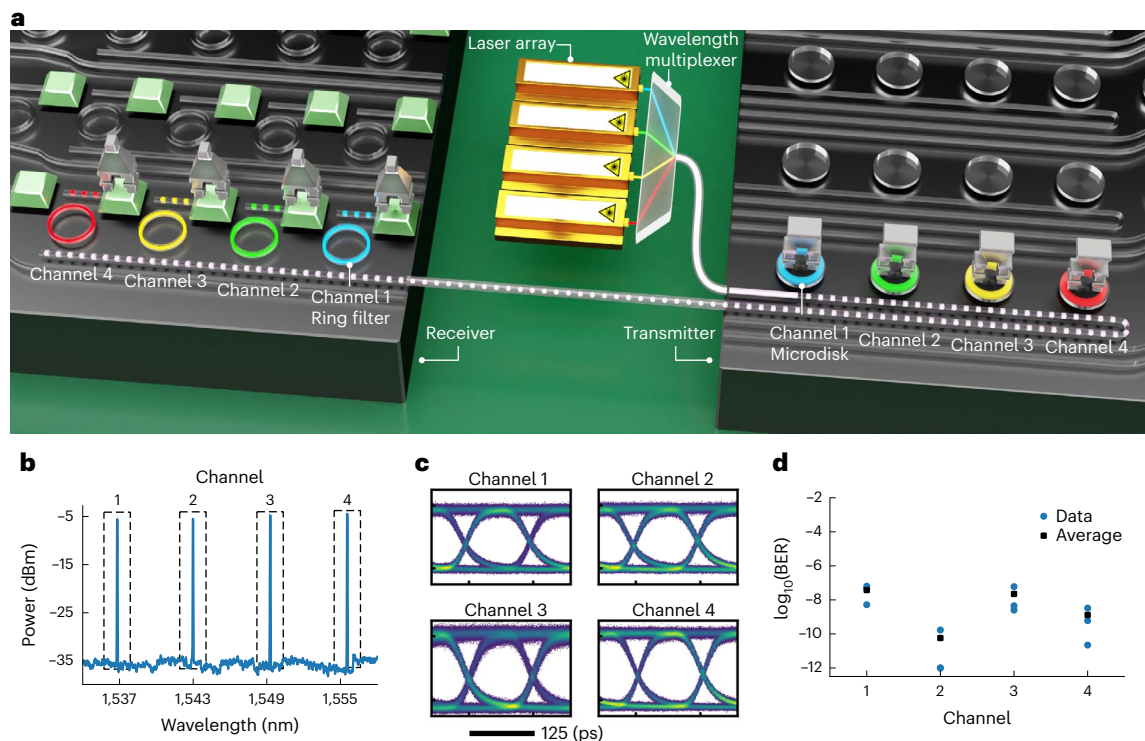 a
Laser array
Wavelength
multiplexer
Channel 4
Channel 3
Channel 2
Channel 1
Ring filter
Receiver
Transmitter
Channel 1
Microdisk
Channel 2
Channel 3
Channel 4
b
Channel
1 2 3 4
−5
−15
−25
−35
Power (dBm)
1,537 1,543 1,549 1,555
Wavelength (nm)
c
Channel 1 Channel 2
Channel 3 Channel 4
125 (ps)
d
−2
−4
−6
−8
−10
−12
log10(BER)
Data
Average
1 2 3 4
Channel